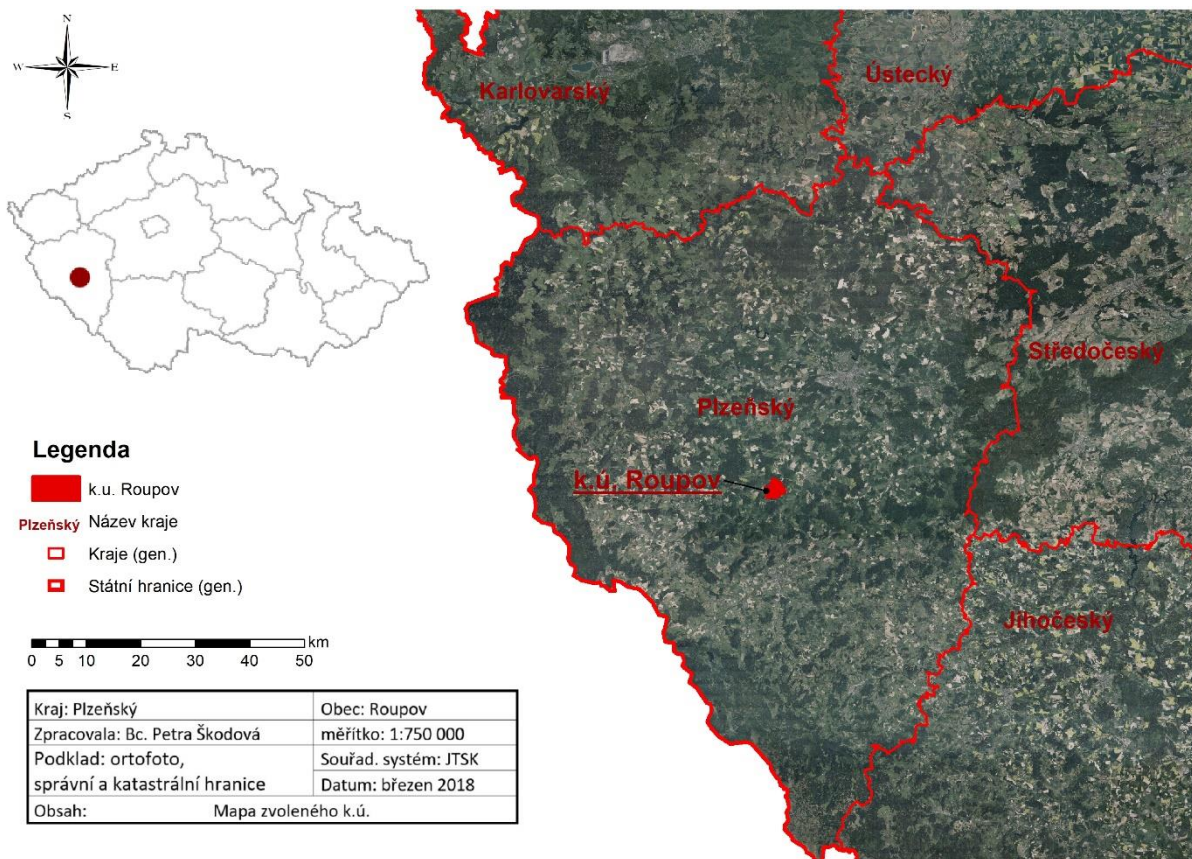 N
W E
S
Karlovarský
Ústecký
Středočeský
Plzeňský
k.ú. Roupov
Jihočeský
Legenda
k.u. Roupov
Plzeňský Název kraje
Kraje (gen.)
Státní hranice (gen.)
km
0 5 10 20 30 40 50
Kraj: Plzeňský Obec: Roupov
Zpracovala: Bc. Petra Škodová měřítko: 1:750 000
Podklad: ortofoto, Souřad. systém: JTSK
správní a katastrální hranice Datum: březen 2018
Obsah: Mapa zvoleného k.ú.